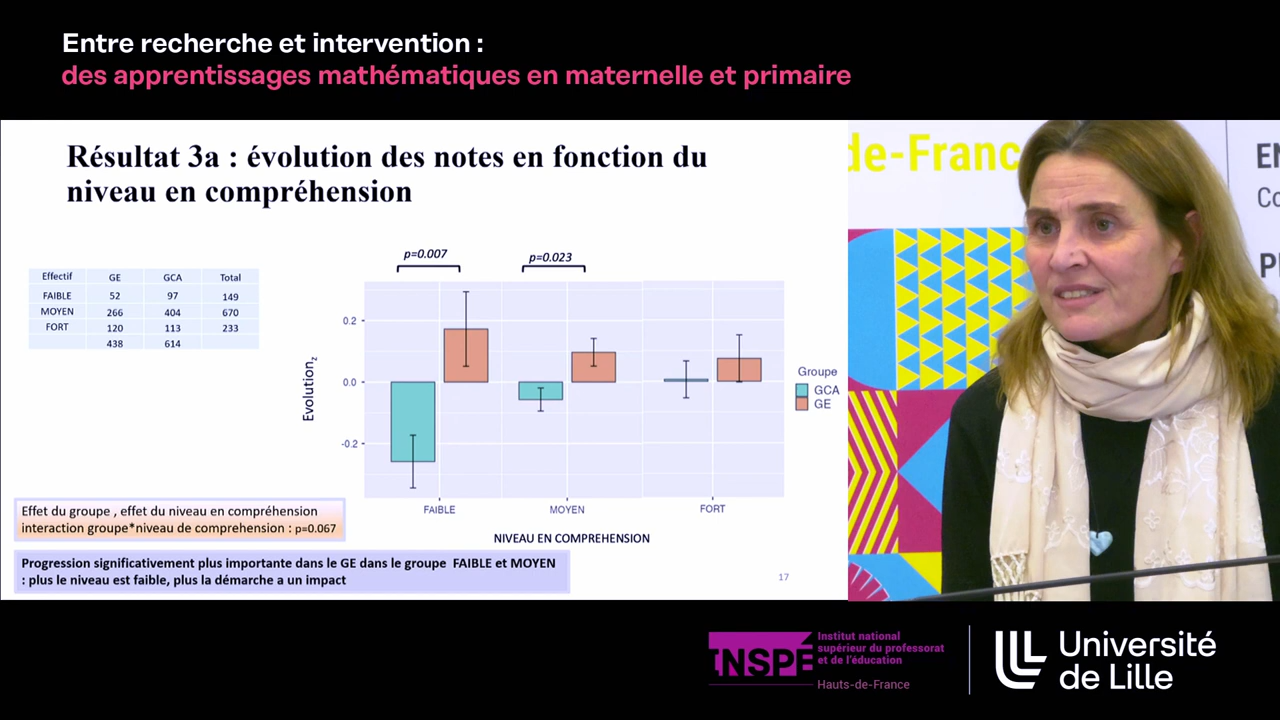 Entre recherche et intervention :
des apprentissages mathématiques en maternelle et primaire
Résultat 3a : évolution des notes en fonction du
niveau en compréhension
Effectif GE GCA Total
FAIBLE 52 97 149
MOYEN 266 404 670
FORT 120 113 233
438 614
p=0.007
p=0.023
0.2
0.0
-0.2
Evolution z
FAIBLE
MOYEN
FORT
NIVEAU EN COMPREHENSION
Groupe
GCA
GE
Effet du groupe , effet du niveau en compréhension
interaction groupe*niveau de comprehension : p=0.067
Progression significativement plus importante dans le GE dans le groupe FAIBLE et MOYEN
: plus le niveau est faible, plus la démarche a un impact
17
de-Franc
EN
Co
INSPÉ
Institut national
supérieur du professorat
et de l'éducation
Hauts-de-France
Université
de Lille